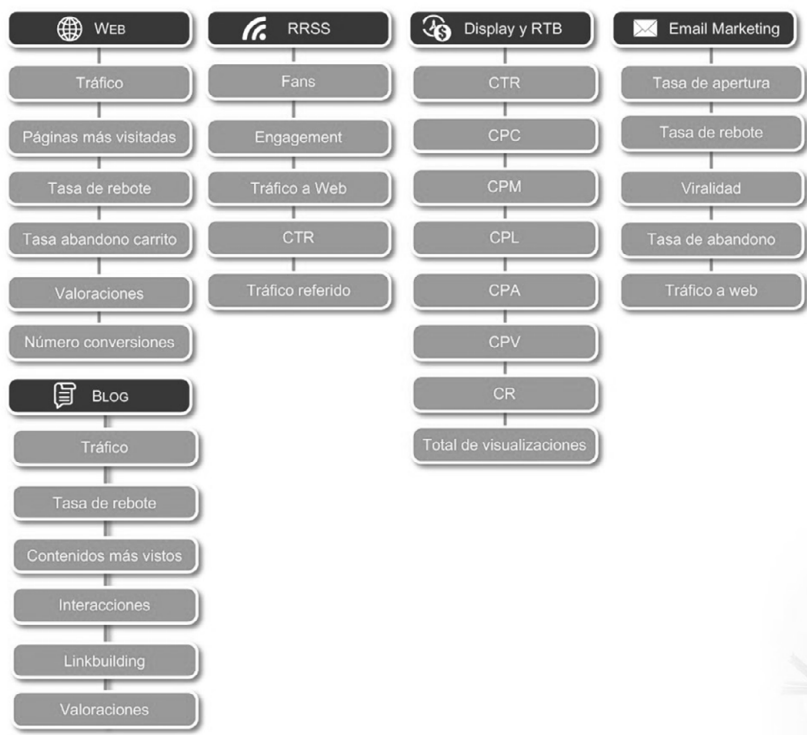 WEB
Tráfico
Páginas más visitadas
Tasa de rebote
Tasa abandono carrito
Valoraciones
Número conversiones
BLOG
Tráfico
Tasa de rebote
Contenidos más vistos
Interacciones
Linkbuilding
Valoraciones
RRSS
Fans
Engagement
Tráfico a Web
CTR
Tráfico referido
Display y RTB
CTR
CPC
CPM
CPL
CPA
CPV
CR
Total de visualizaciones
Email Marketing
Tasa de apertura
Tasa de rebote
Viralidad
Tasa de abandono
Tráfico a web